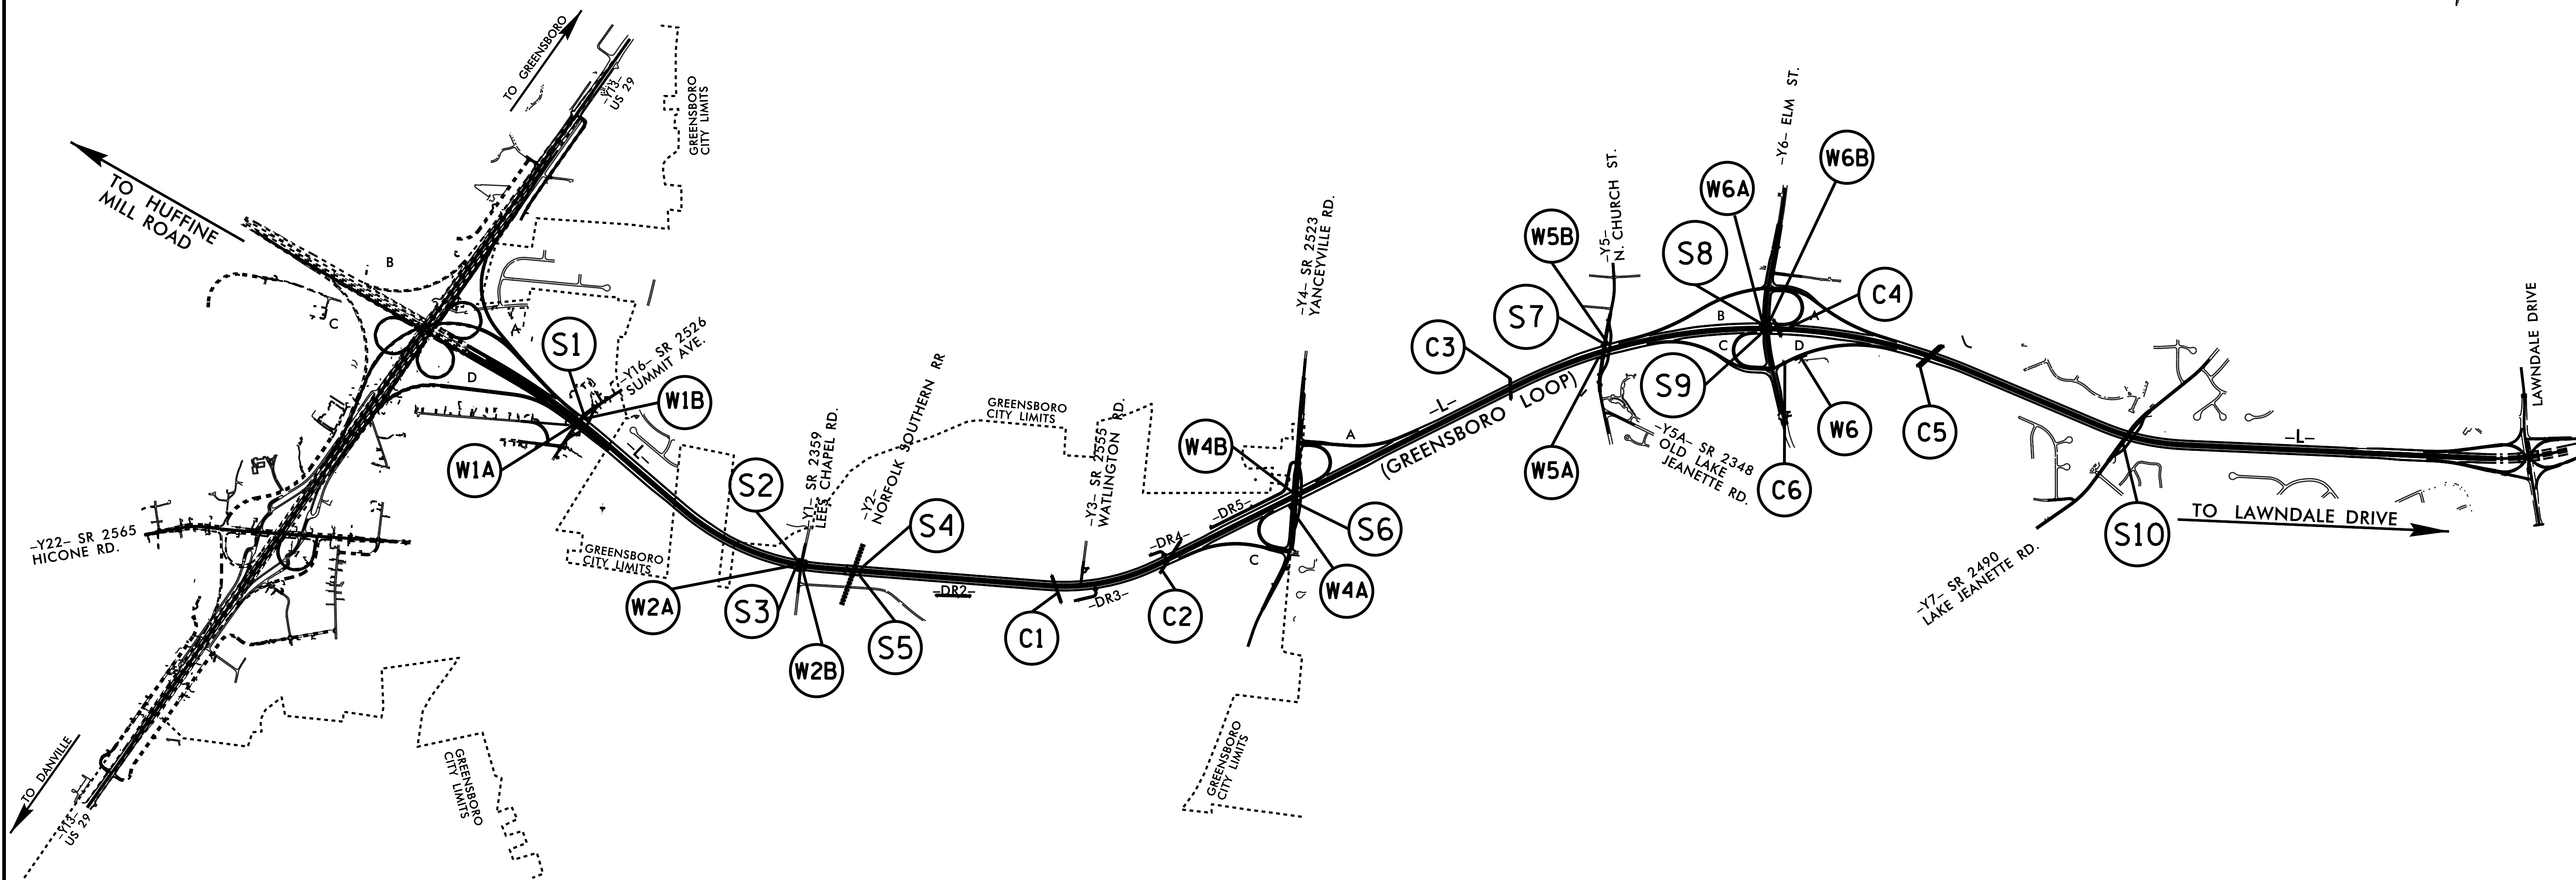 TO GREENSBORO
-Y13-
US 29
GREENSBORO
CITY LIMITS
TO HUFFINE
MILL ROAD
B
C
A
D
S1
-Y16- SR 2526
SUMMIT AVE.
W1B
W1A
-L-
-Y22- SR 2565
HICONE RD.
GREENSBORO
CITY LIMITS
TO DANVILLE
-Y13-
US 29
GREENSBORO
CITY LIMITS
S2
-Y1- SR 2359
LEES CHAPEL RD.
-Y2-
NORFOLK SOUTHERN RR
S4
W2A
S3
W2B
S5
-DR2-
GREENSBORO
CITY LIMITS
-Y3- SR 2555
WATLINGTON RD.
C1
-DR3-
-DR4-
C2
-DR5-
W4B
-Y4- SR 2523
YANCEYVILLE RD.
A
C
S6
W4A
GREENSBORO
CITY LIMITS
C3
-L-
(GREENSBORO LOOP)
W5B
-Y5-
N. CHURCH ST.
S7
W5A
-Y5A- SR 2348
OLD LAKE
JEANETTE RD.
S8
W6A
-Y6- ELM ST.
W6B
C4
B
A
C
D
S9
W6
C6
C5
-Y7- SR 2490
LAKE JEANETTE RD.
S10
-L-
TO LAWNDALE DRIVE
LAWNDALE DRIVE